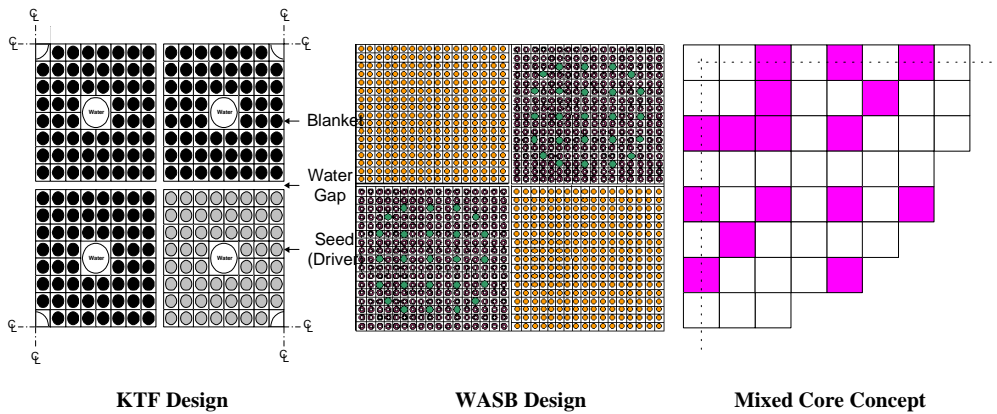 ℄ ℄
℄ ℄
Water Water
Blanket
Water
Gap
Seed
(Driver)
Water Water
℄ ℄
℄ ℄
KTF Design WASB Design Mixed Core Concept